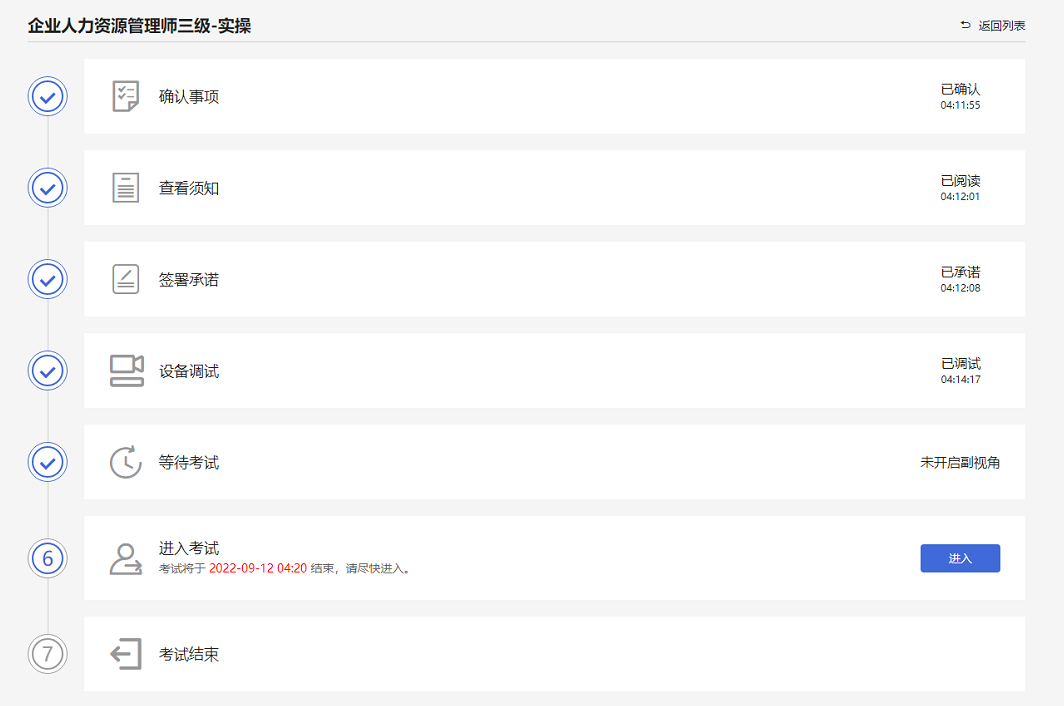 企业人力资源管理师三级-实操
返回列表
确认事项
已确认
04:11:55
查看须知
已阅读
04:12:01
签署承诺
已承诺
04:12:08
设备调试
已调试
04:14:17
等待考试
未开启副视角
6
进入考试
考试将于 2022-09-12 04:20 结束，请尽快进入。
进入
7
考试结束